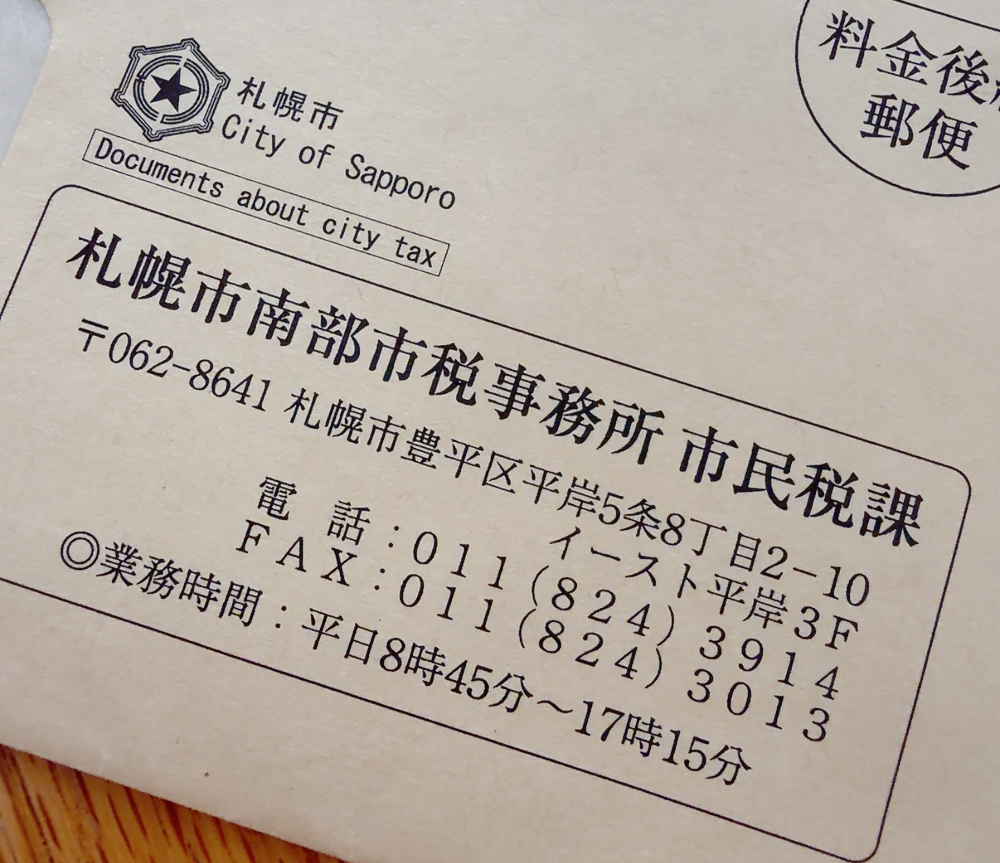 札幌市
City of Sapporo
Documents about city tax
料金後
郵便
札幌市南部市税事務所 市民税課
〒062-8641 札幌市豊平区平岸5条8丁目2-10
イースト平岸3F
電 話：011（824）3914
FAX：011（824）3013
◎業務時間：平日8時45分～17時15分